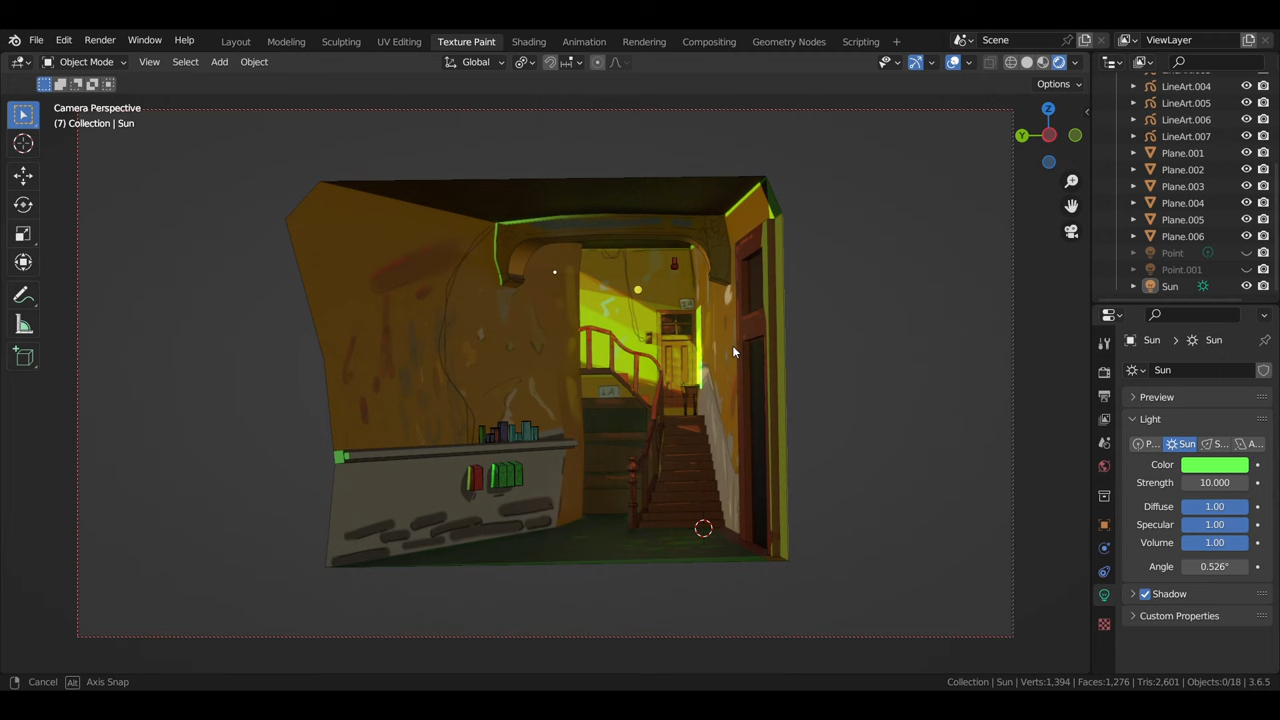 File Edit Render Window Help
Layout Modeling Sculpting UV Editing Texture Paint Shading Animation Rendering Compositing Geometry Nodes Scripting +
Scene
ViewLayer
Object Mode View Select Add Object
Global
Options
Camera Perspective
(7) Collection | Sun
Z
Y
LineArt.004
LineArt.005
LineArt.006
LineArt.007
Plane.001
Plane.002
Plane.003
Plane.004
Plane.005
Plane.006
Point
Point.001
Sun
Sun > Sun
Sun
Preview
Light
P... Sun S... A...
Color
Strength 10.000
Diffuse 1.00
Specular 1.00
Volume 1.00
Angle 0.526°
Shadow
Custom Properties
Cancel Alt Axis Snap
Collection | Sun | Verts:1,394 | Faces:1,276 | Tris:2,601 | Objects:0/18 | 3.6.5